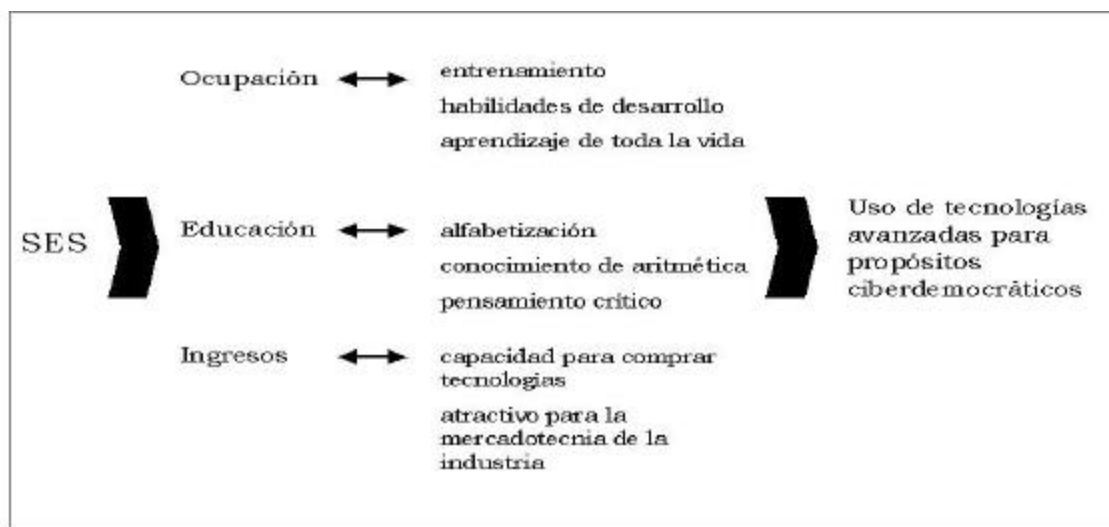 Ocupación
entrenamiento
habilidades de desarrollo
aprendizaje de toda la vida
SES
Educación
alfabetización
conocimiento de aritmética
pensamiento crítico
Uso de tecnologías
avanzadas para
propósitos
ciberdemocráticos
Ingresos
capacidad para comprar
tecnologias
atractivo para la
mercadotecnia de la
industria